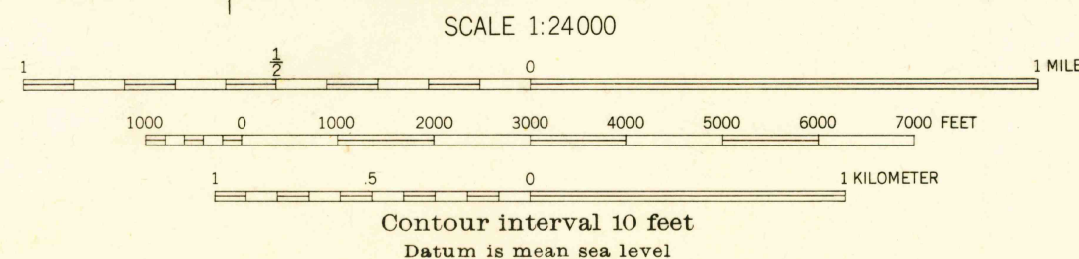 SCALE 1:24000
1 1/2 0 1 MILE
1000 0 1000 2000 3000 4000 5000 6000 7000 FEET
1 .5 0 1 KILOMETER
Contour interval 10 feet
Datum is mean sea level